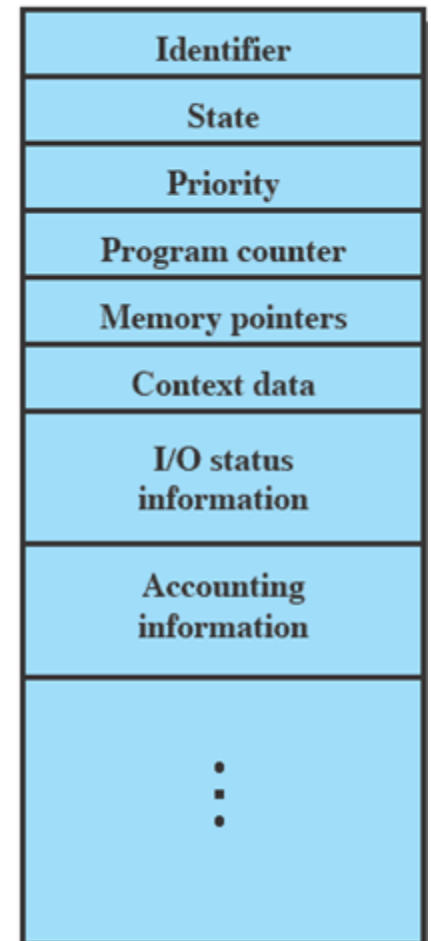 Identifier
State
Priority
Program counter
Memory pointers
Context data
I/O status
information
Accounting
information